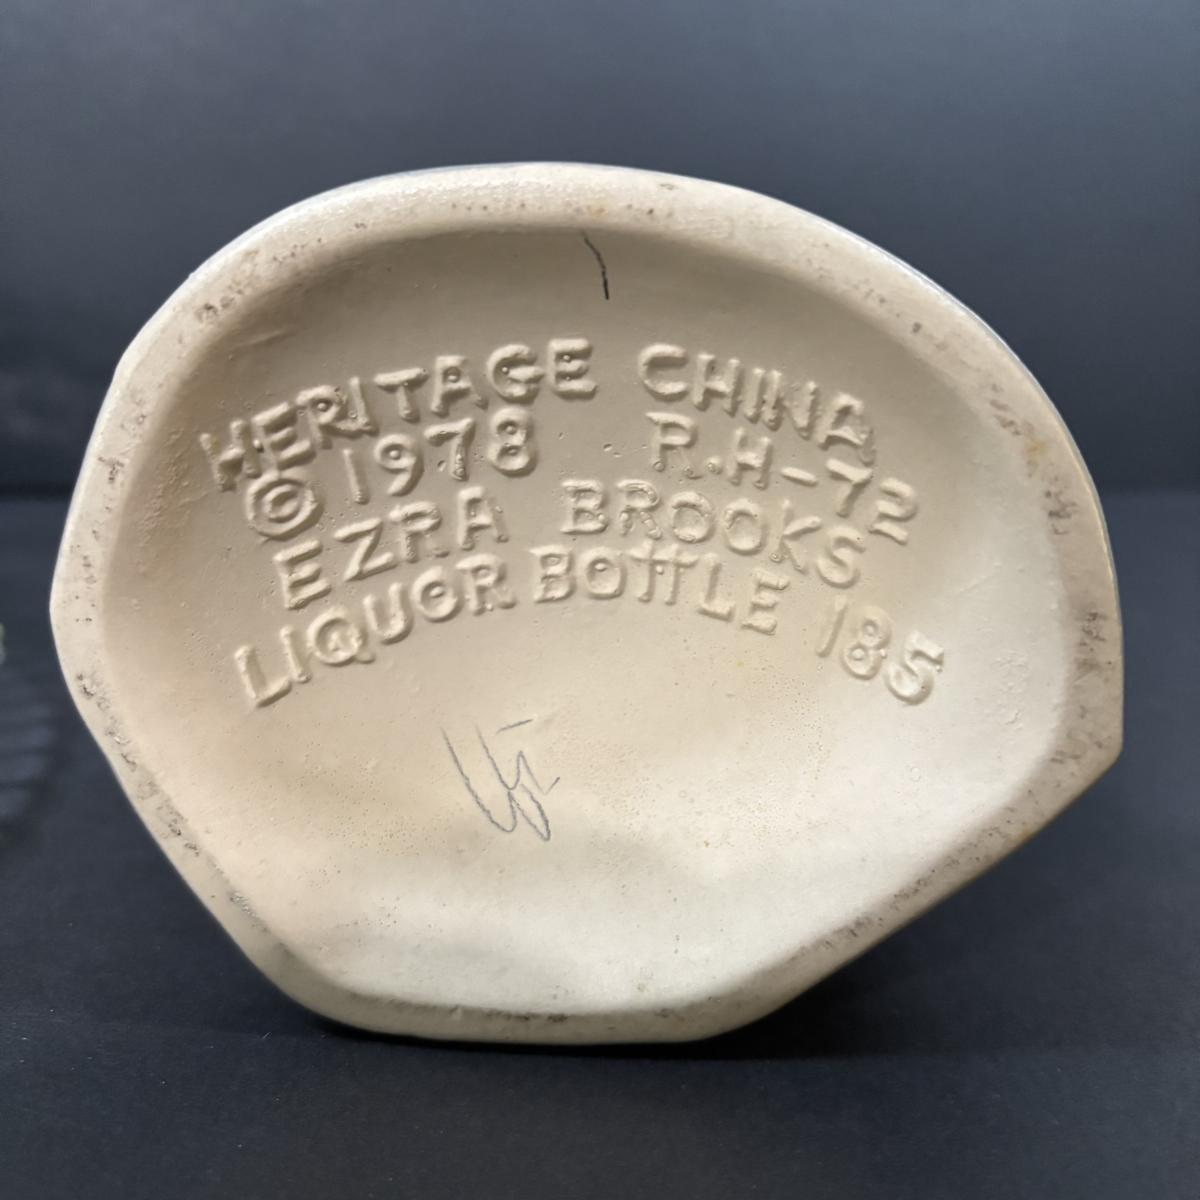 HERITAGE CHINA
© 1978 R.H-72
EZRA BROOKS
LIQUOR BOTTLE 185